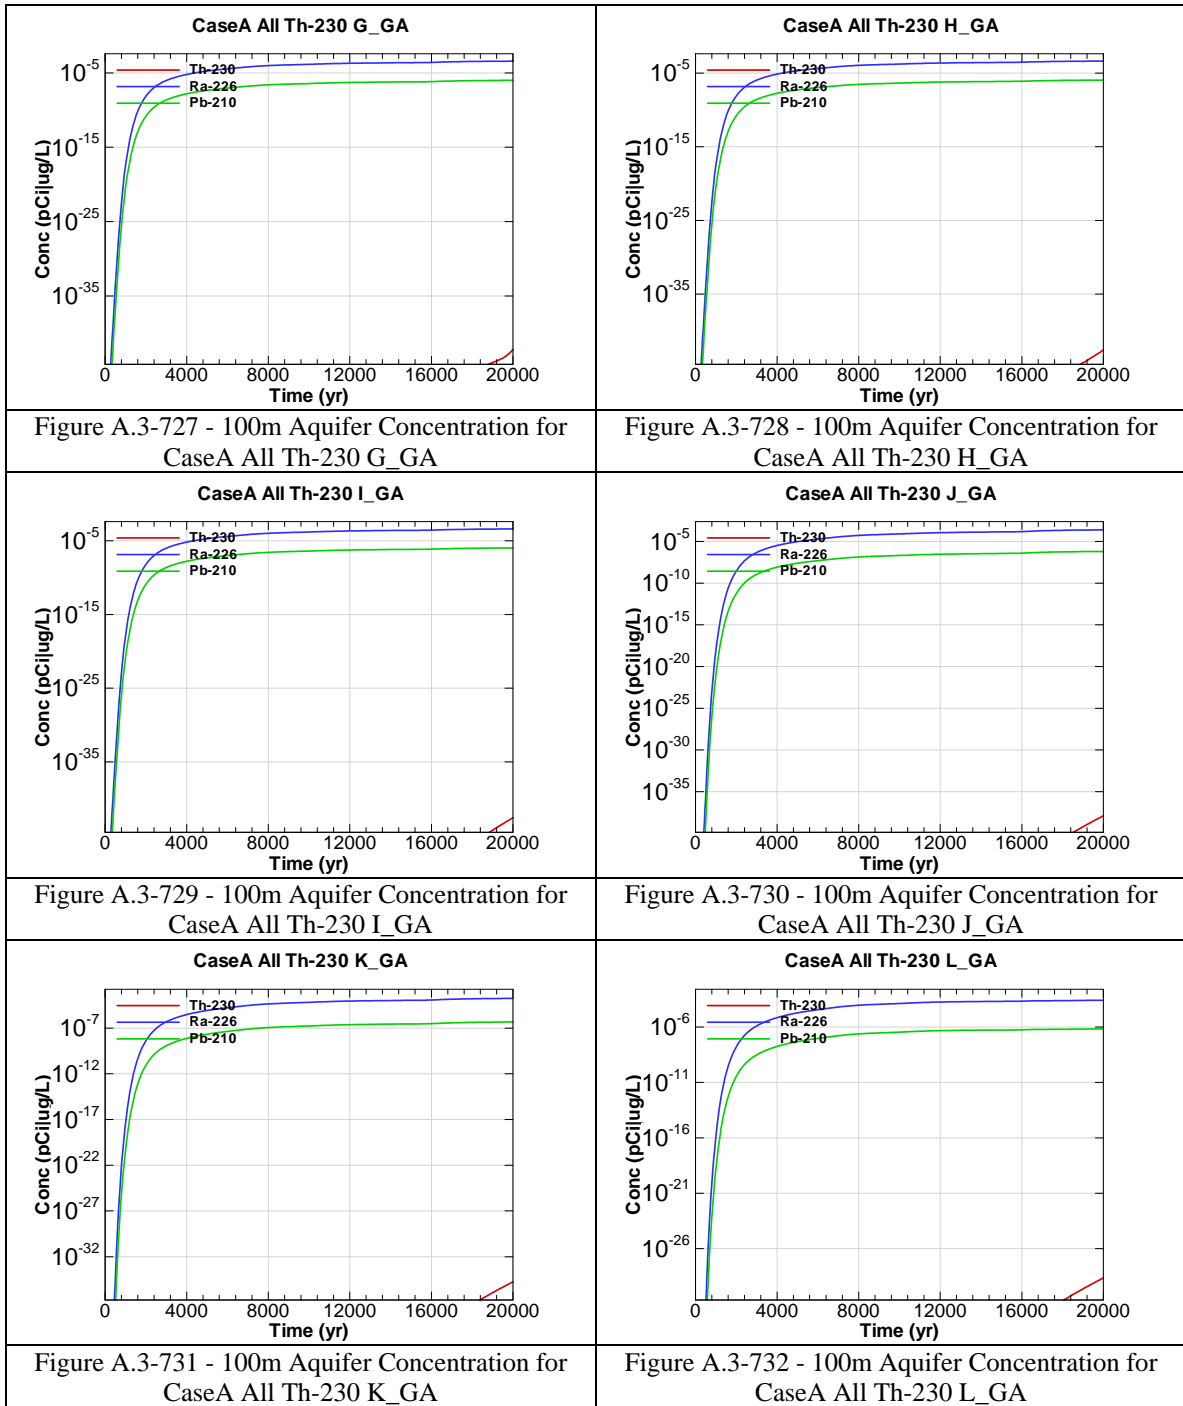 CaseA All Th-230 G_GA
Th-230
Ra-226
Pb-210
10^-5
10^-15
10^-25
10^-35
Conc (pCi|ug/L)
0 4000 8000 12000 16000 20000
Time (yr)
Figure A.3-727 - 100m Aquifer Concentration for
CaseA All Th-230 G_GA
CaseA All Th-230 H_GA
Th-230
Ra-226
Pb-210
10^-5
10^-15
10^-25
10^-35
Conc (pCi|ug/L)
0 4000 8000 12000 16000 20000
Time (yr)
Figure A.3-728 - 100m Aquifer Concentration for
CaseA All Th-230 H_GA
CaseA All Th-230 I_GA
Th-230
Ra-226
Pb-210
10^-5
10^-15
10^-25
10^-35
Conc (pCi|ug/L)
0 4000 8000 12000 16000 20000
Time (yr)
Figure A.3-729 - 100m Aquifer Concentration for
CaseA All Th-230 I_GA
CaseA All Th-230 J_GA
Th-230
Ra-226
Pb-210
10^-5
10^-10
10^-15
10^-20
10^-25
10^-30
10^-35
Conc (pCi|ug/L)
0 4000 8000 12000 16000 20000
Time (yr)
Figure A.3-730 - 100m Aquifer Concentration for
CaseA All Th-230 J_GA
CaseA All Th-230 K_GA
Th-230
Ra-226
Pb-210
10^-7
10^-12
10^-17
10^-22
10^-27
10^-32
Conc (pCi|ug/L)
0 4000 8000 12000 16000 20000
Time (yr)
Figure A.3-731 - 100m Aquifer Concentration for
CaseA All Th-230 K_GA
CaseA All Th-230 L_GA
Th-230
Ra-226
Pb-210
10^-6
10^-11
10^-16
10^-21
10^-26
Conc (pCi|ug/L)
0 4000 8000 12000 16000 20000
Time (yr)
Figure A.3-732 - 100m Aquifer Concentration for
CaseA All Th-230 L_GA